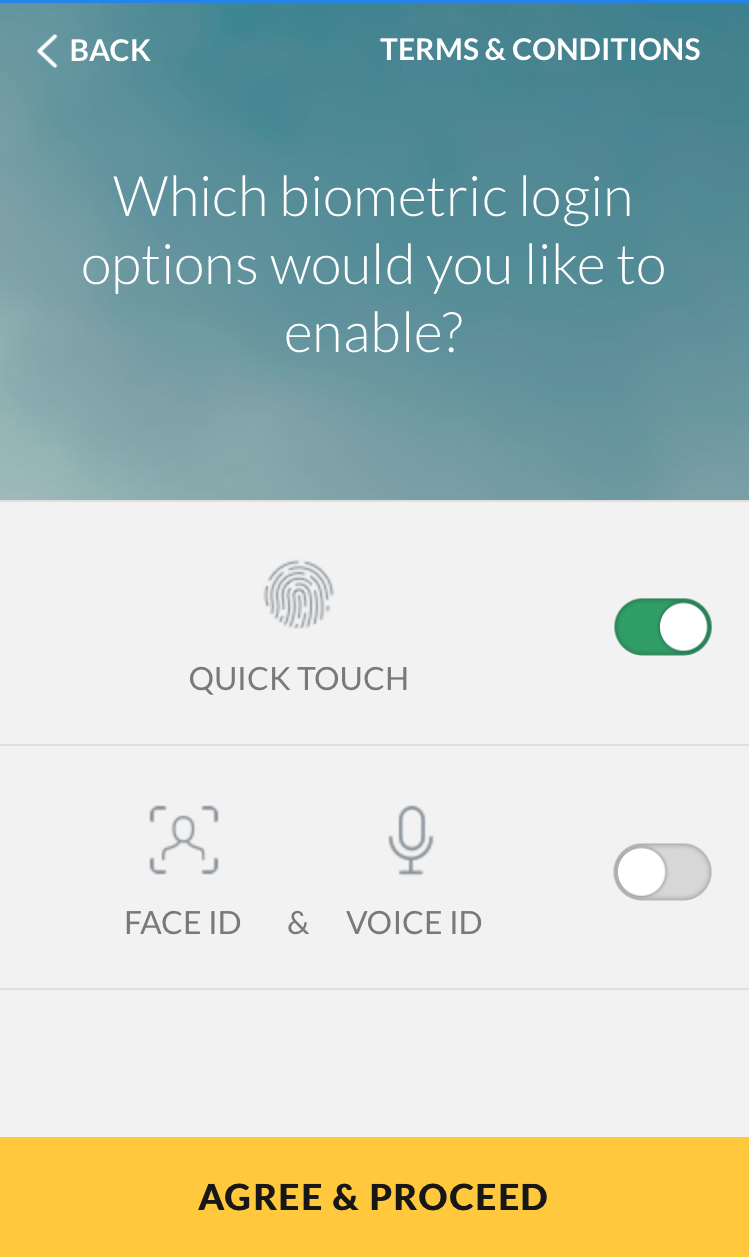 BACK
TERMS & CONDITIONS
Which biometric login
options would you like to
enable?
QUICK TOUCH
FACE ID & VOICE ID
AGREE & PROCEED